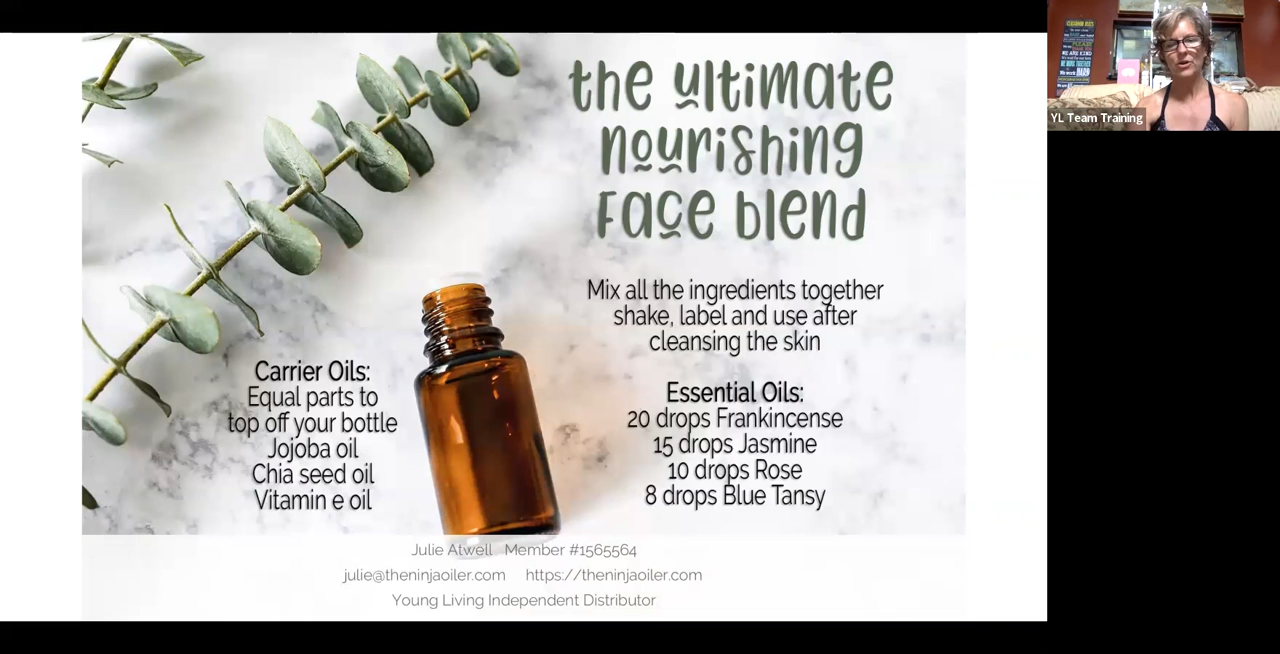 the ultimate
nourishing
Face blend
Mix all the ingredients together
shake, label and use after
cleansing the skin
Carrier Oils:
Equal parts to
top off your bottle
Jojoba oil
Chia seed oil
Vitamin e oil
Essential Oils:
20 drops Frankincense
15 drops Jasmine
10 drops Rose
8 drops Blue Tansy
Julie Atwell Member #1565564
julie@theninjaoiler.com https://theninjaoiler.com
Young Living Independent Distributor
YL Team Training